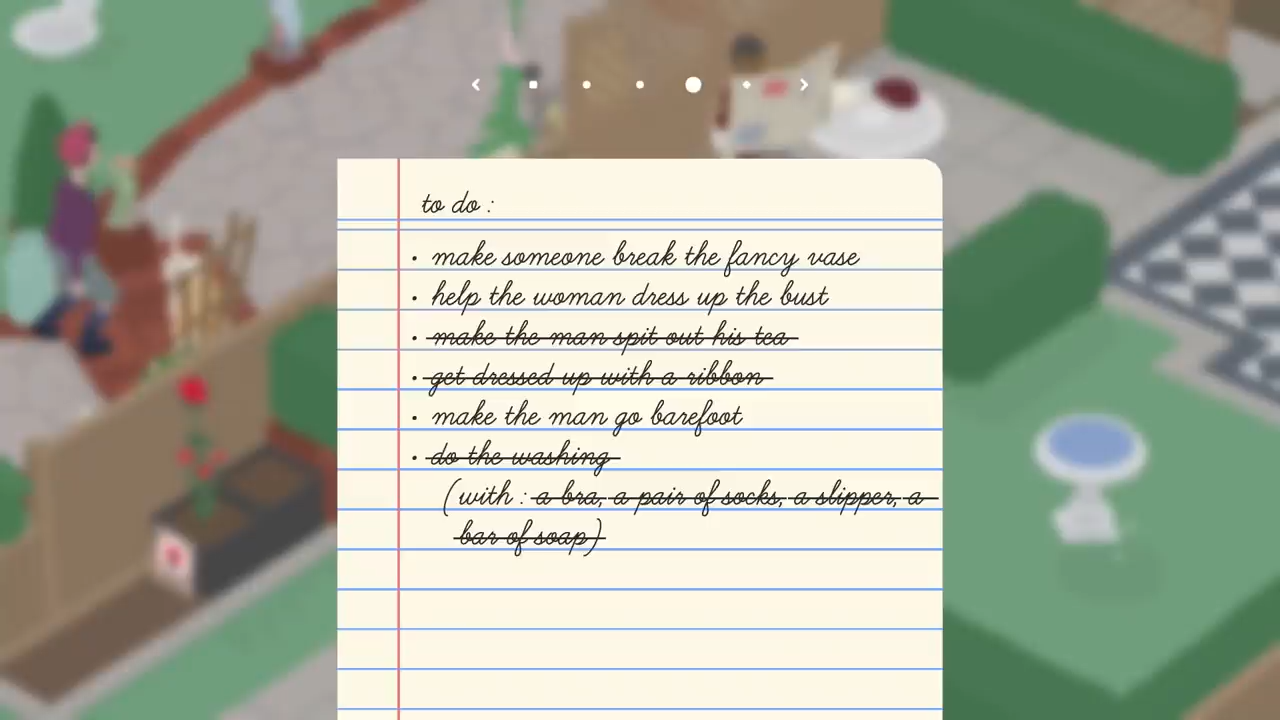 to do :
• make someone break the fancy vase
• help the woman dress up the bust
• make the man spit out his tea
• get dressed up with a ribbon
• make the man go barefoot
• do the washing
(with : a bra, a pair of socks, a slipper, a
bar of soap)